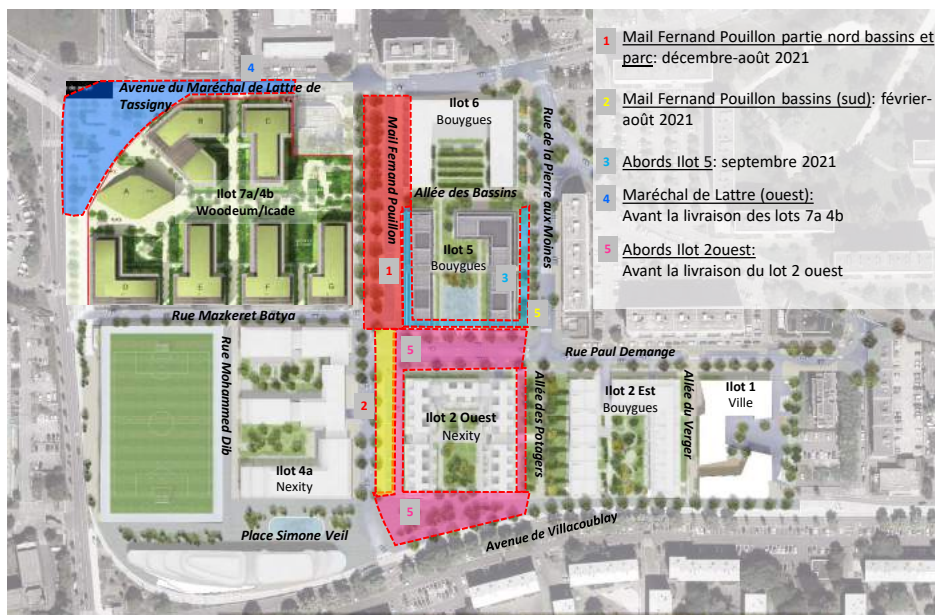 1 Mail Fernand Pouillon partie nord bassins et
parc: décembre-août 2021
2 Mail Fernand Pouillon bassins (sud): février-
août 2021
3 Abords Ilot 5: septembre 2021
4 Maréchal de Lattre (ouest):
Avant la livraison des lots 7a 4b
5 Abords Ilot 2ouest:
Avant la livraison du lot 2 ouest
4
Avenue du Maréchal de Lattre de
Tassigny
B
C
A
Ilot 7a/4b
Woodeum/Icade
D
E
F
G
Mail Fernand Pouillon
1
Ilot 6
Bouygues
Rue de la Pierre aux Moines
Allée des Bassins
Ilot 5
Bouygues
3
5
Rue Mazkeret Batya
Rue Mohammed Dib
5
Rue Paul Demange
2
Ilot 2 Ouest
Nexity
Allée des Potagers
Ilot 2 Est
Bouygues
Allée du Verger
Ilot 1
Ville
Ilot 4a
Nexity
5
Place Simone Veil
Avenue de Villacoublay